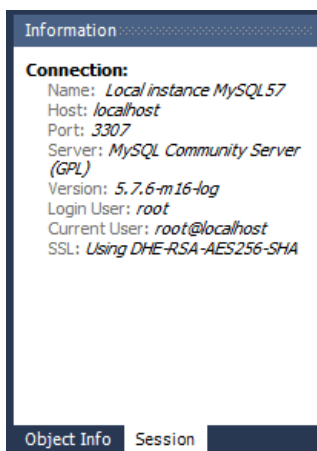 Information
Connection:
Name: Local instance MySQL57
Host: localhost
Port: 3307
Server: MySQL Community Server
(GPL)
Version: 5.7.6-m16-log
Login User: root
Current User: root@localhost
SSL: Using DHE-RSA-AES256-SHA
Object Info Session